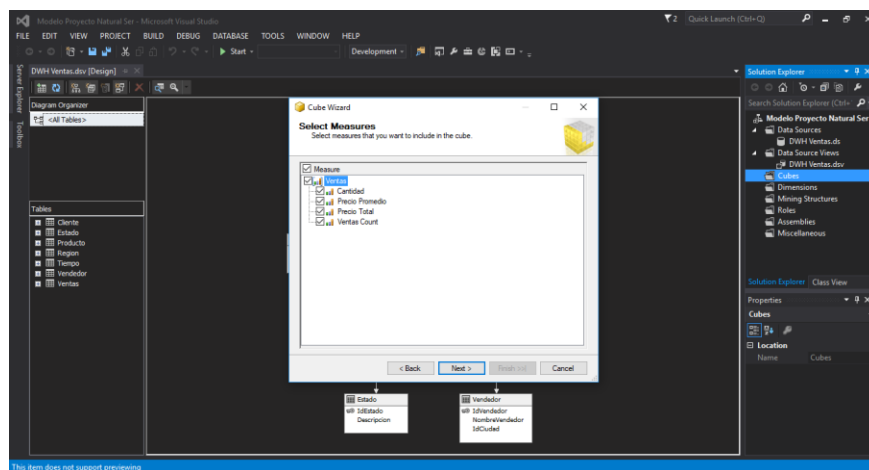 Modelo Proyecto Natural Ser - Microsoft Visual Studio
2 Quick Launch (Ctrl+Q)
FILE EDIT VIEW PROJECT BUILD DEBUG DATABASE TOOLS WINDOW HELP
Start - Development
Server Explorer
Toolbox
DWH Ventas.dsv [Design]
Diagram Organizer
<All Tables>
Tables
Cliente
Estado
Producto
Region
Tiempo
Vendedor
Ventas
Cube Wizard
Select Measures
Select measures that you want to include in the cube.
Measure
Ventas
Cantidad
Precio Promedio
Precio Total
Ventas Count
< Back Next > Finish >>| Cancel
Estado
IdEstado
Descripcion
Vendedor
IdVendedor
NombreVendedor
IdCiudad
Solution Explorer
Search Solution Explorer (Ctrl+
Modelo Proyecto Natural Ser
Data Sources
DWH Ventas.ds
Data Source Views
DWH Ventas.dsv
Cubes
Dimensions
Mining Structures
Roles
Assemblies
Miscellaneous
Solution Explorer Class View
Properties
Cubes
Location
Name Cubes
This item does not support previewing